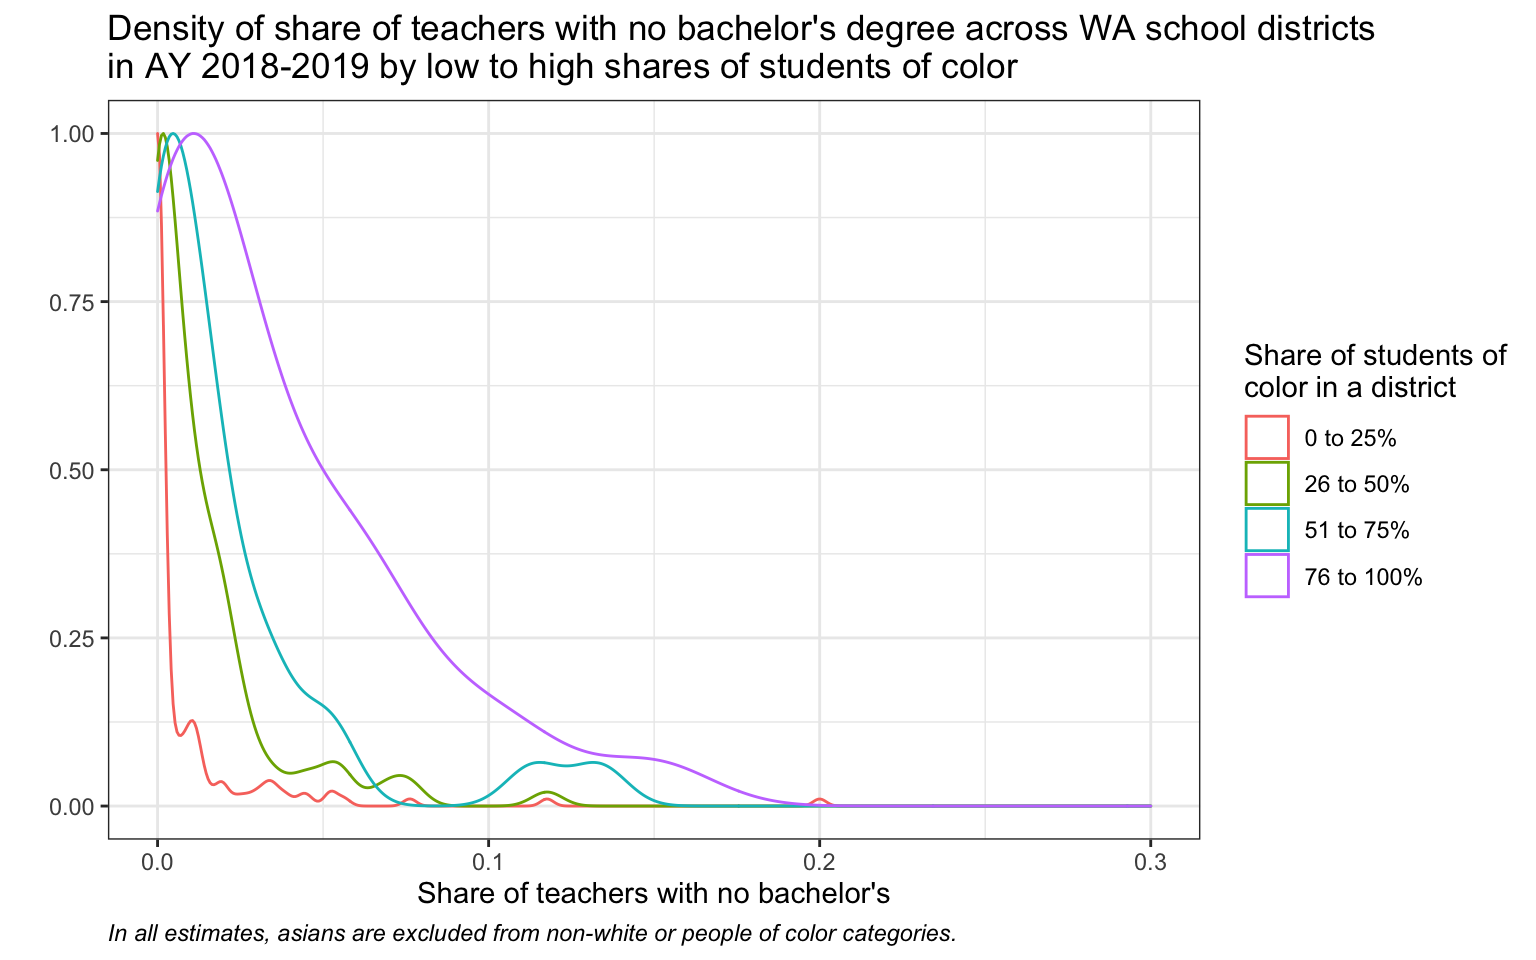 Density of share of teachers with no bachelor's degree across WA school districts
in AY 2018-2019 by low to high shares of students of color
1.00
0.75
0.50
0.25
0.00
0.0
0.1
0.2
0.3
Share of teachers with no bachelor's
In all estimates, asians are excluded from non-white or people of color categories.
Share of students of
color in a district
0 to 25%
26 to 50%
51 to 75%
76 to 100%